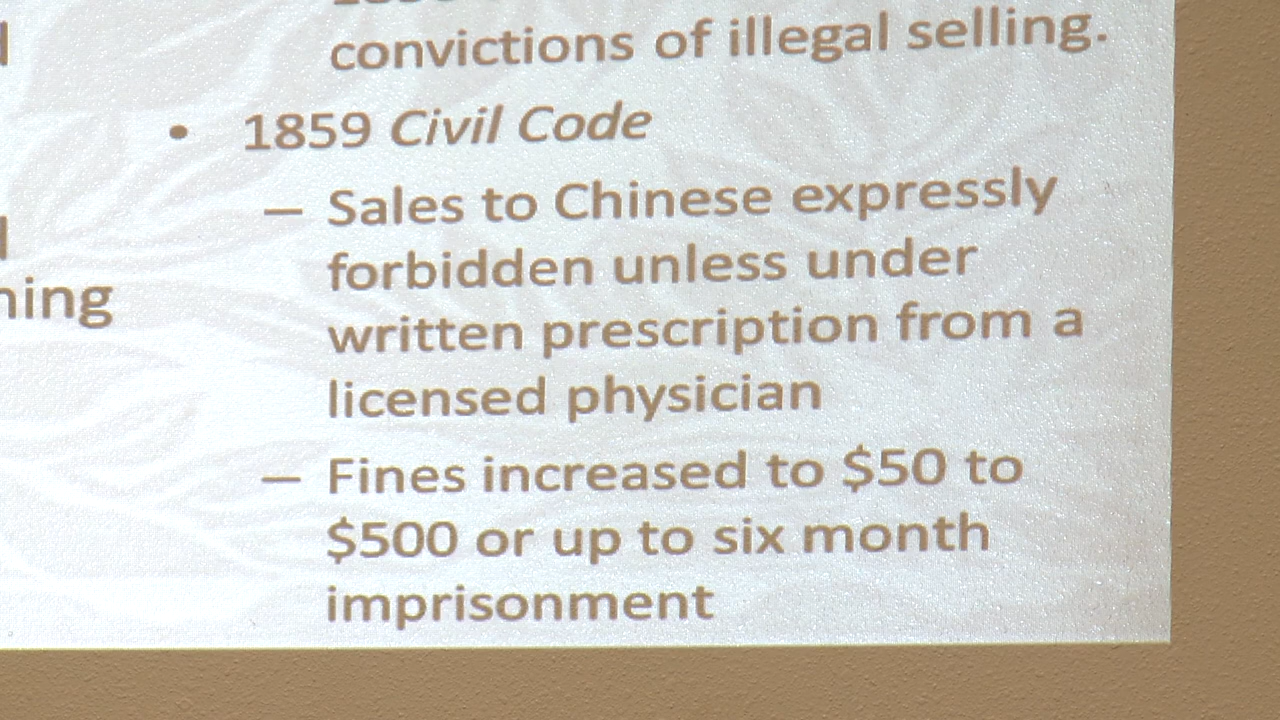 convictions of illegal selling.
• 1859 Civil Code
— Sales to Chinese expressly
forbidden unless under
written prescription from a
licensed physician
— Fines increased to $50 to
$500 or up to six month
imprisonment